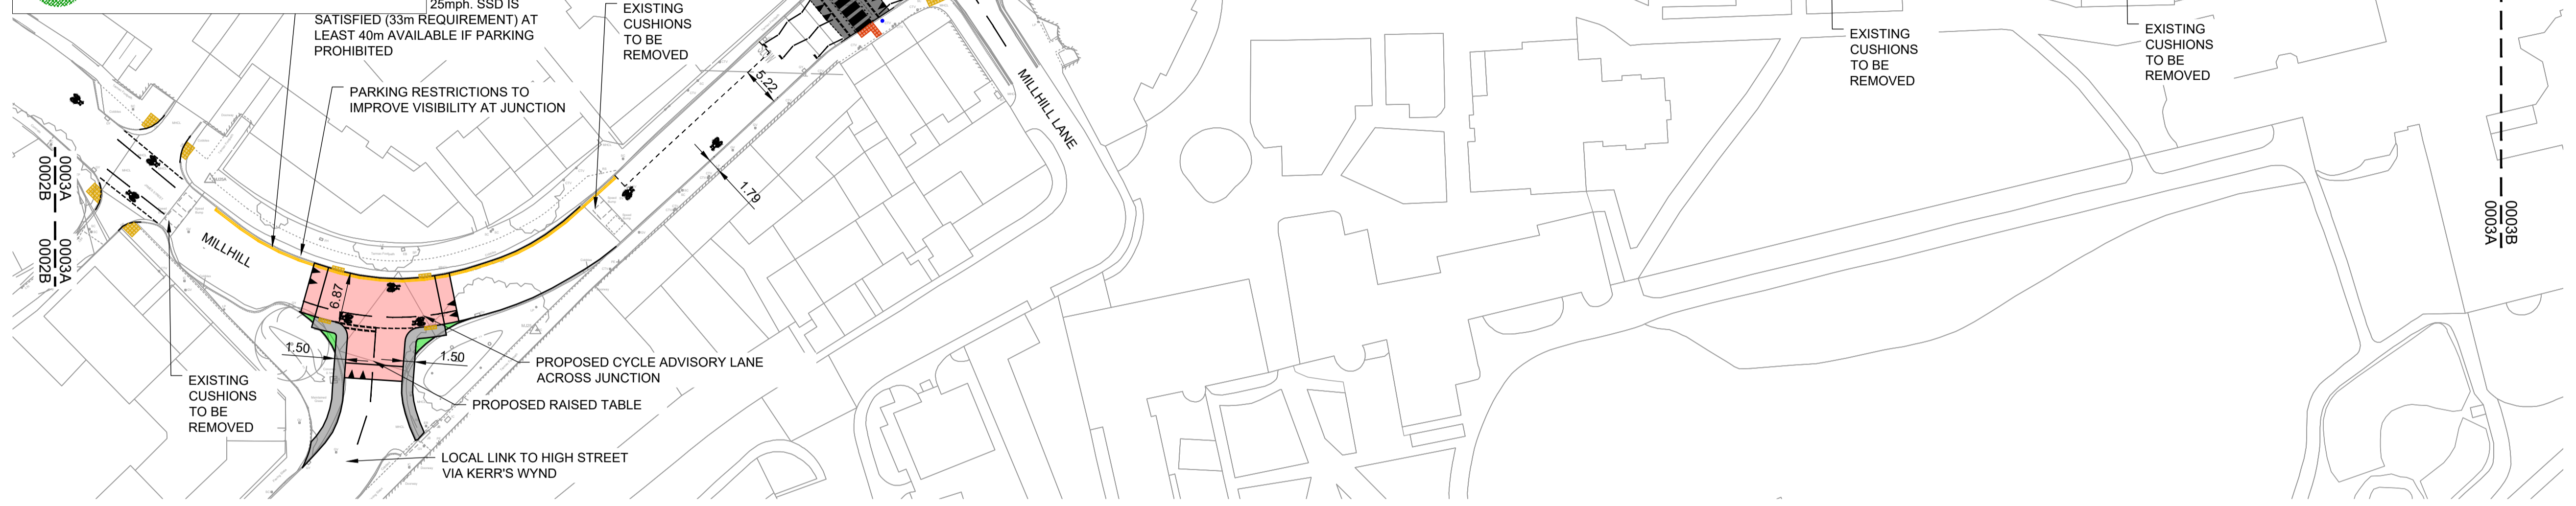 25mph. SSD IS
SATISFIED (33m REQUIREMENT) AT
LEAST 40m AVAILABLE IF PARKING
PROHIBITED
PARKING RESTRICTIONS TO
IMPROVE VISIBILITY AT JUNCTION
EXISTING
CUSHIONS
TO BE
REMOVED
5.22
1.79
MILLHILL LANE
EXISTING
CUSHIONS
TO BE
REMOVED
EXISTING
CUSHIONS
TO BE
REMOVED
0003A
0002B
0003A
0002B
0003B
0003A
MILLHILL
6.87
1.50
1.50
PROPOSED CYCLE ADVISORY LANE
ACROSS JUNCTION
PROPOSED RAISED TABLE
EXISTING
CUSHIONS
TO BE
REMOVED
LOCAL LINK TO HIGH STREET
VIA KERR'S WYND